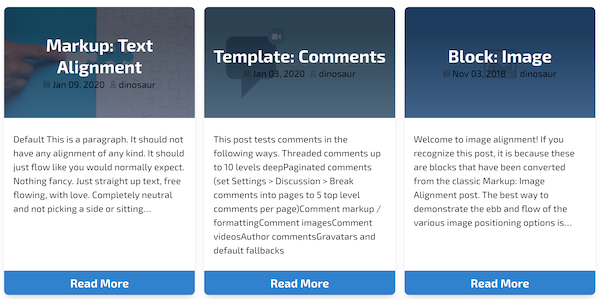 Markup: Text
Alignment
Jan 09, 2020 dinosaur
Default This is a paragraph. It should not
have any alignment of any kind. It should
just flow like you would normally expect.
Nothing fancy. Just straight up text, free
flowing, with love. Completely neutral
and not picking a side or sitting…
Read More
Template: Comments
Jan 03, 2020 dinosaur
This post tests comments in the
following ways. Threaded comments up
to 10 levels deepPaginated comments
(set Settings > Discussion > Break
comments into pages to 5 top level
comments per page)Comment markup /
formattingComment imagesComment
videosAuthor commentsGravatars and
default fallbacks
Read More
Block: Image
Nov 03, 2018 dinosaur
Welcome to image alignment! If you
recognize this post, it is because these
are blocks that have been converted
from the classic Markup: Image
Alignment post. The best way to
demonstrate the ebb and flow of the
various image positioning options is…
Read More